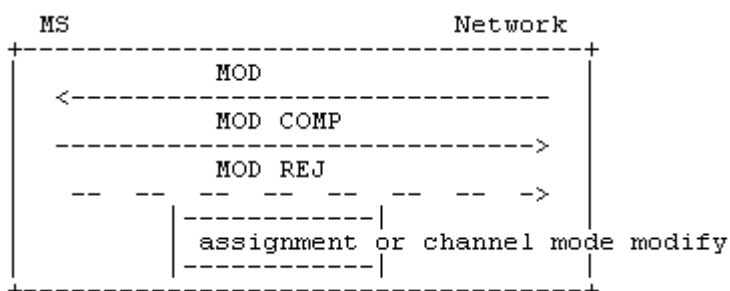 MS Network
MOD
MOD COMP
MOD REJ
assignment or channel mode modify